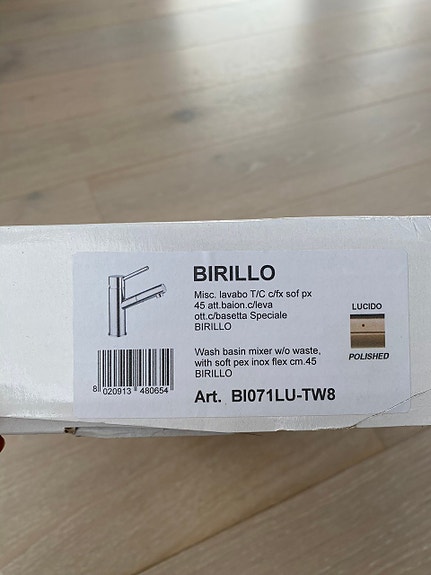 BIRILLO
Misc. lavabo T/C c/fx sof px
45 att.baion.c/leva
ott.c/basetta Speciale
BIRILLO
LUCIDO
POLISHED
Wash basin mixer w/o waste,
with soft pex inox flex cm.45
BIRILLO
8 020913 480654
Art. BI071LU-TW8